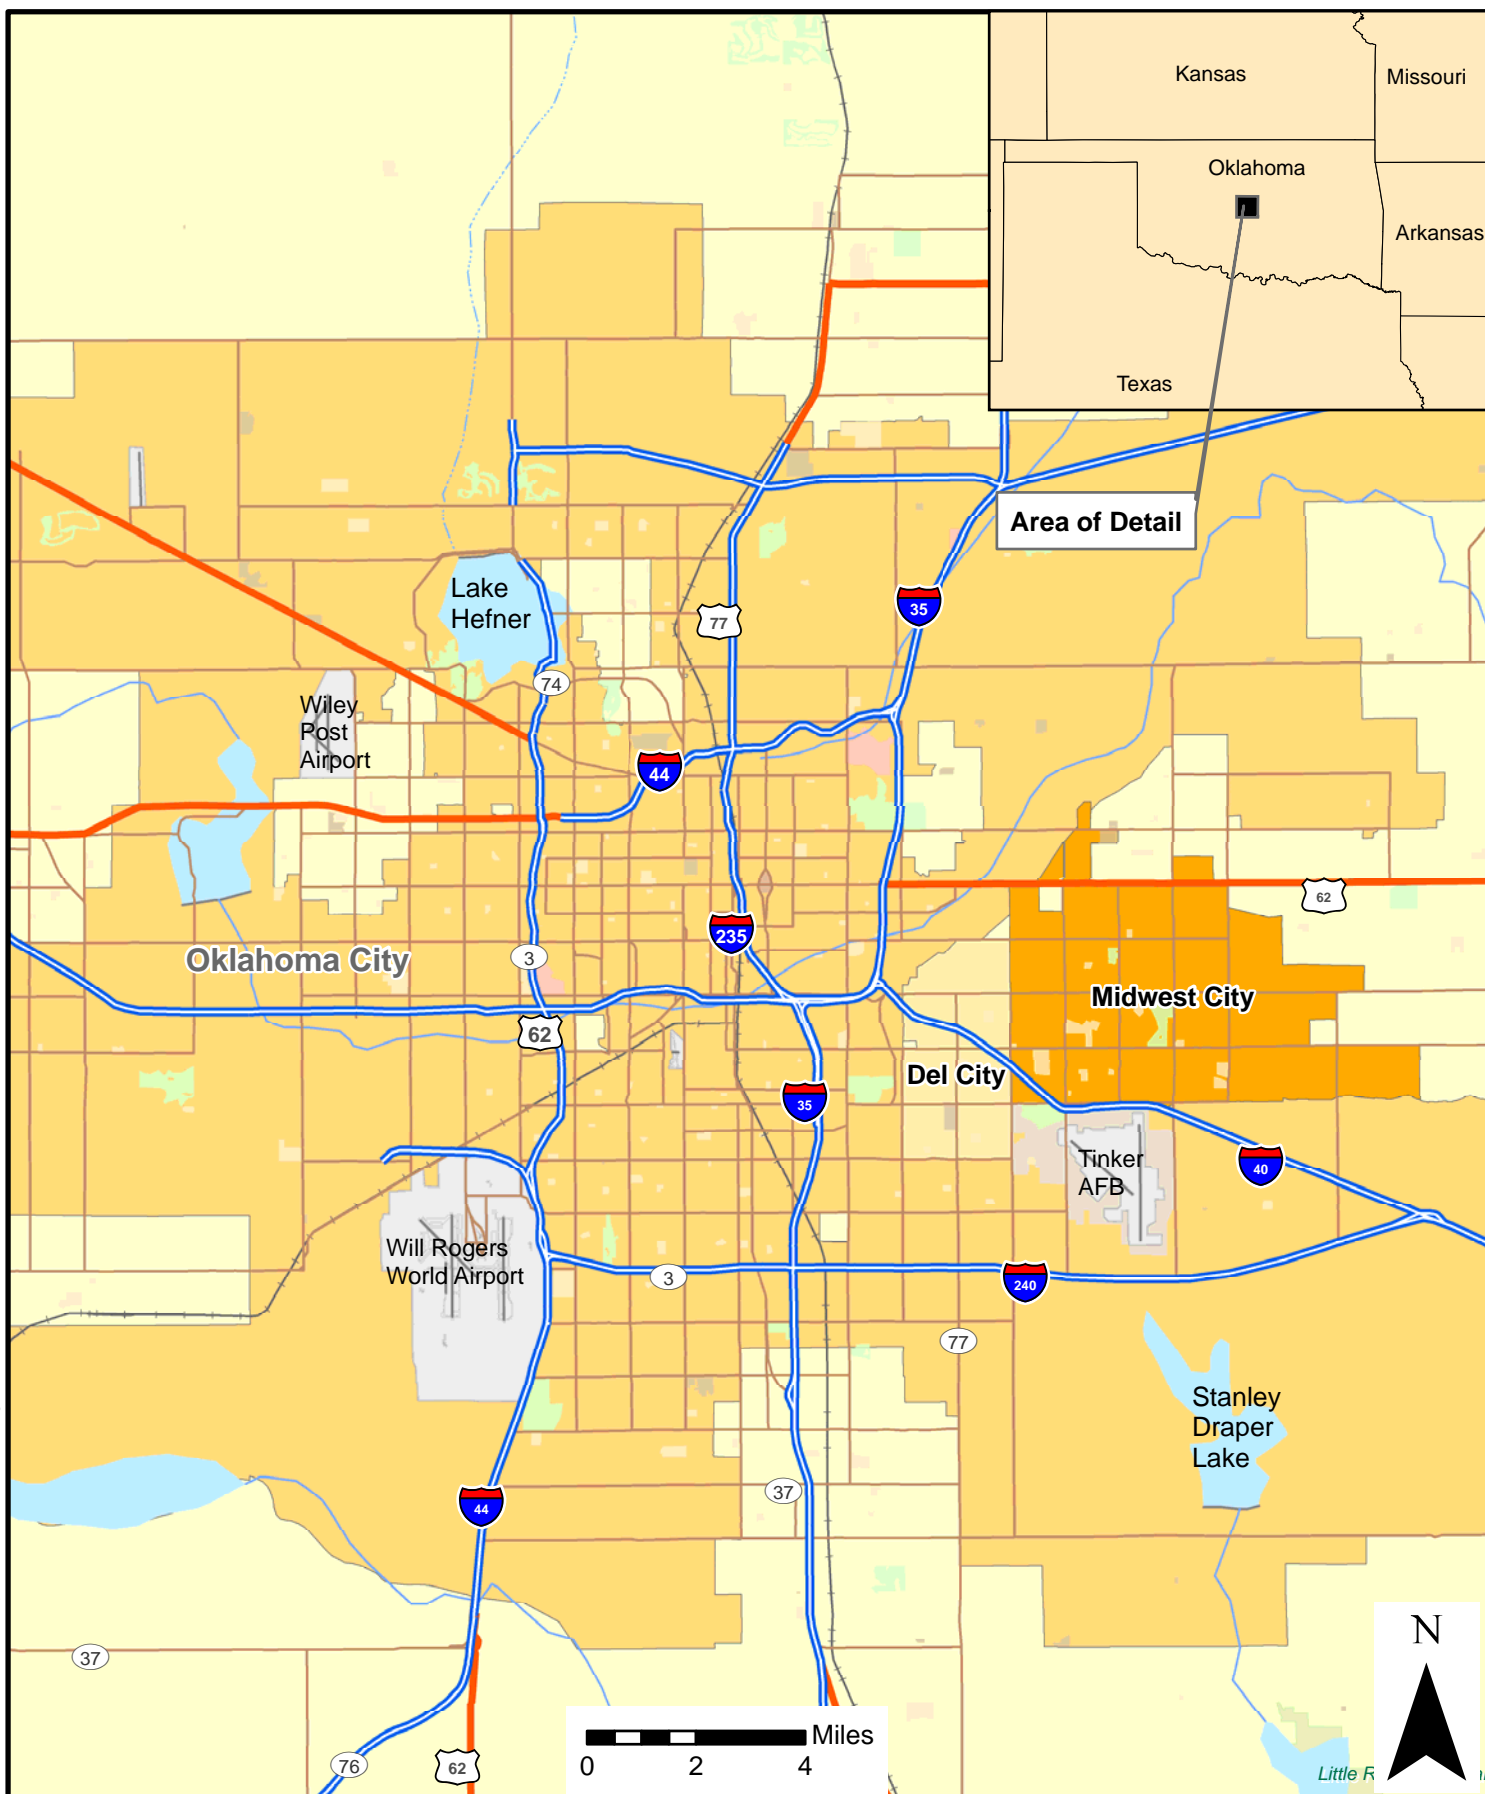 Kansas
Missouri
Oklahoma
Arkansas
Texas
Area of Detail
Lake
Hefner
77
35
74
Wiley
Post
Airport
44
62
235
Oklahoma City
3
Midwest City
62
Del City
35
Tinker
AFB
40
Will Rogers
World Airport
3
240
77
Stanley
Draper
Lake
37
44
N
37
Miles
0 2 4
76
62
Little